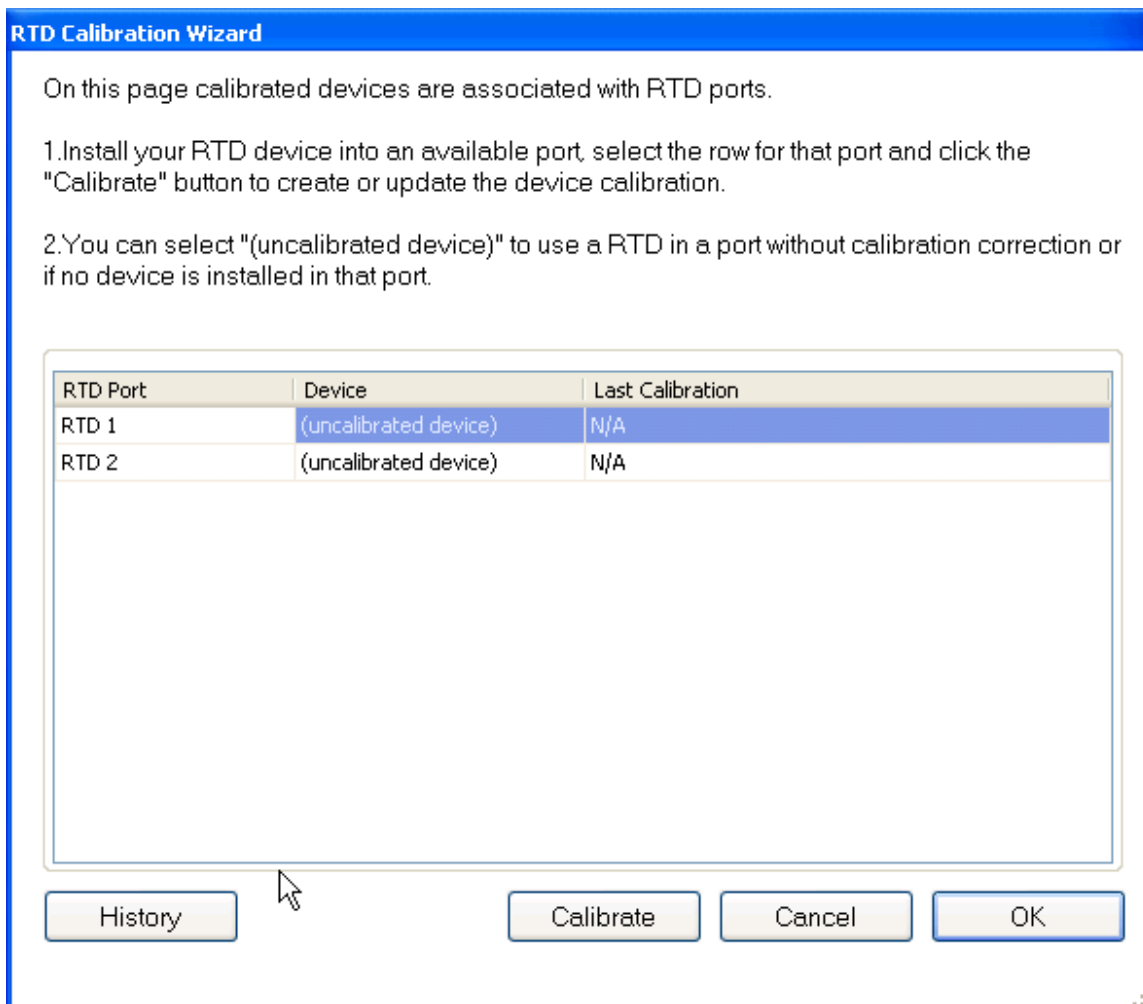 RTD Calibration Wizard
On this page calibrated devices are associated with RTD ports.
1.Install your RTD device into an available port, select the row for that port and click the
"Calibrate" button to create or update the device calibration.
2.You can select "(uncalibrated device)" to use a RTD in a port without calibration correction or
if no device is installed in that port.
RTD Port Device Last Calibration
RTD 1 (uncalibrated device) N/A
RTD 2 (uncalibrated device) N/A
History Calibrate Cancel OK